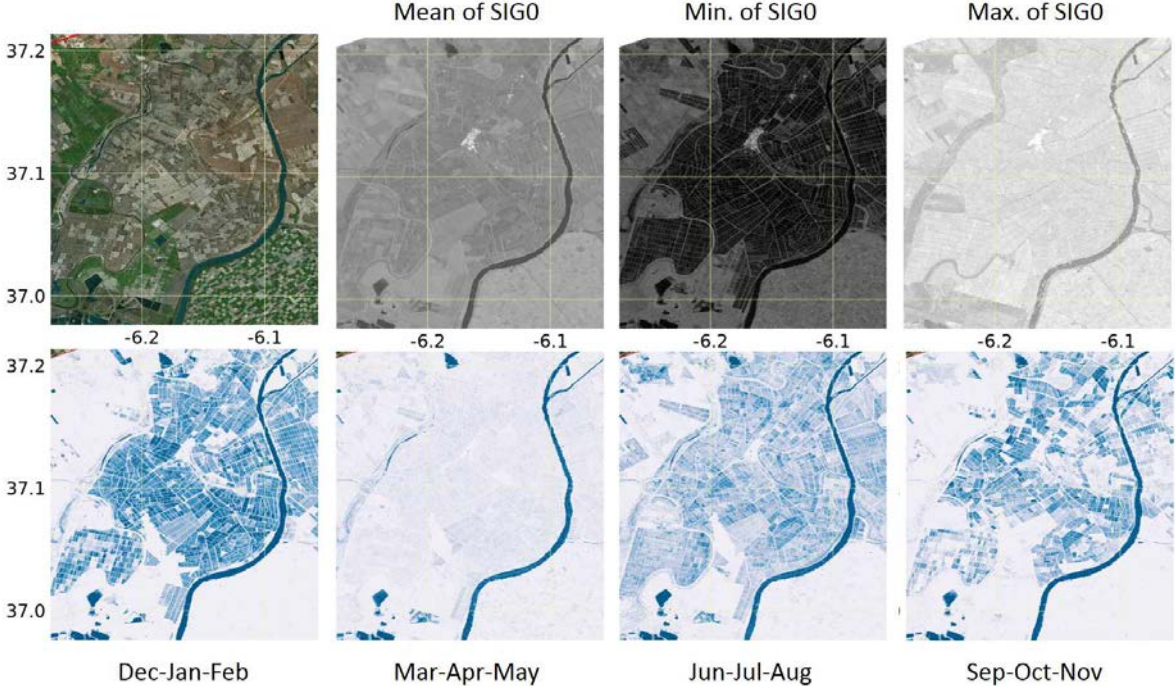 Mean of SIG0 Min. of SIG0 Max. of SIG0
37.2
37.1
37.0
-6.2 -6.1 -6.2 -6.1 -6.2 -6.1 -6.2 -6.1
37.2
37.1
37.0
Dec-Jan-Feb Mar-Apr-May Jun-Jul-Aug Sep-Oct-Nov